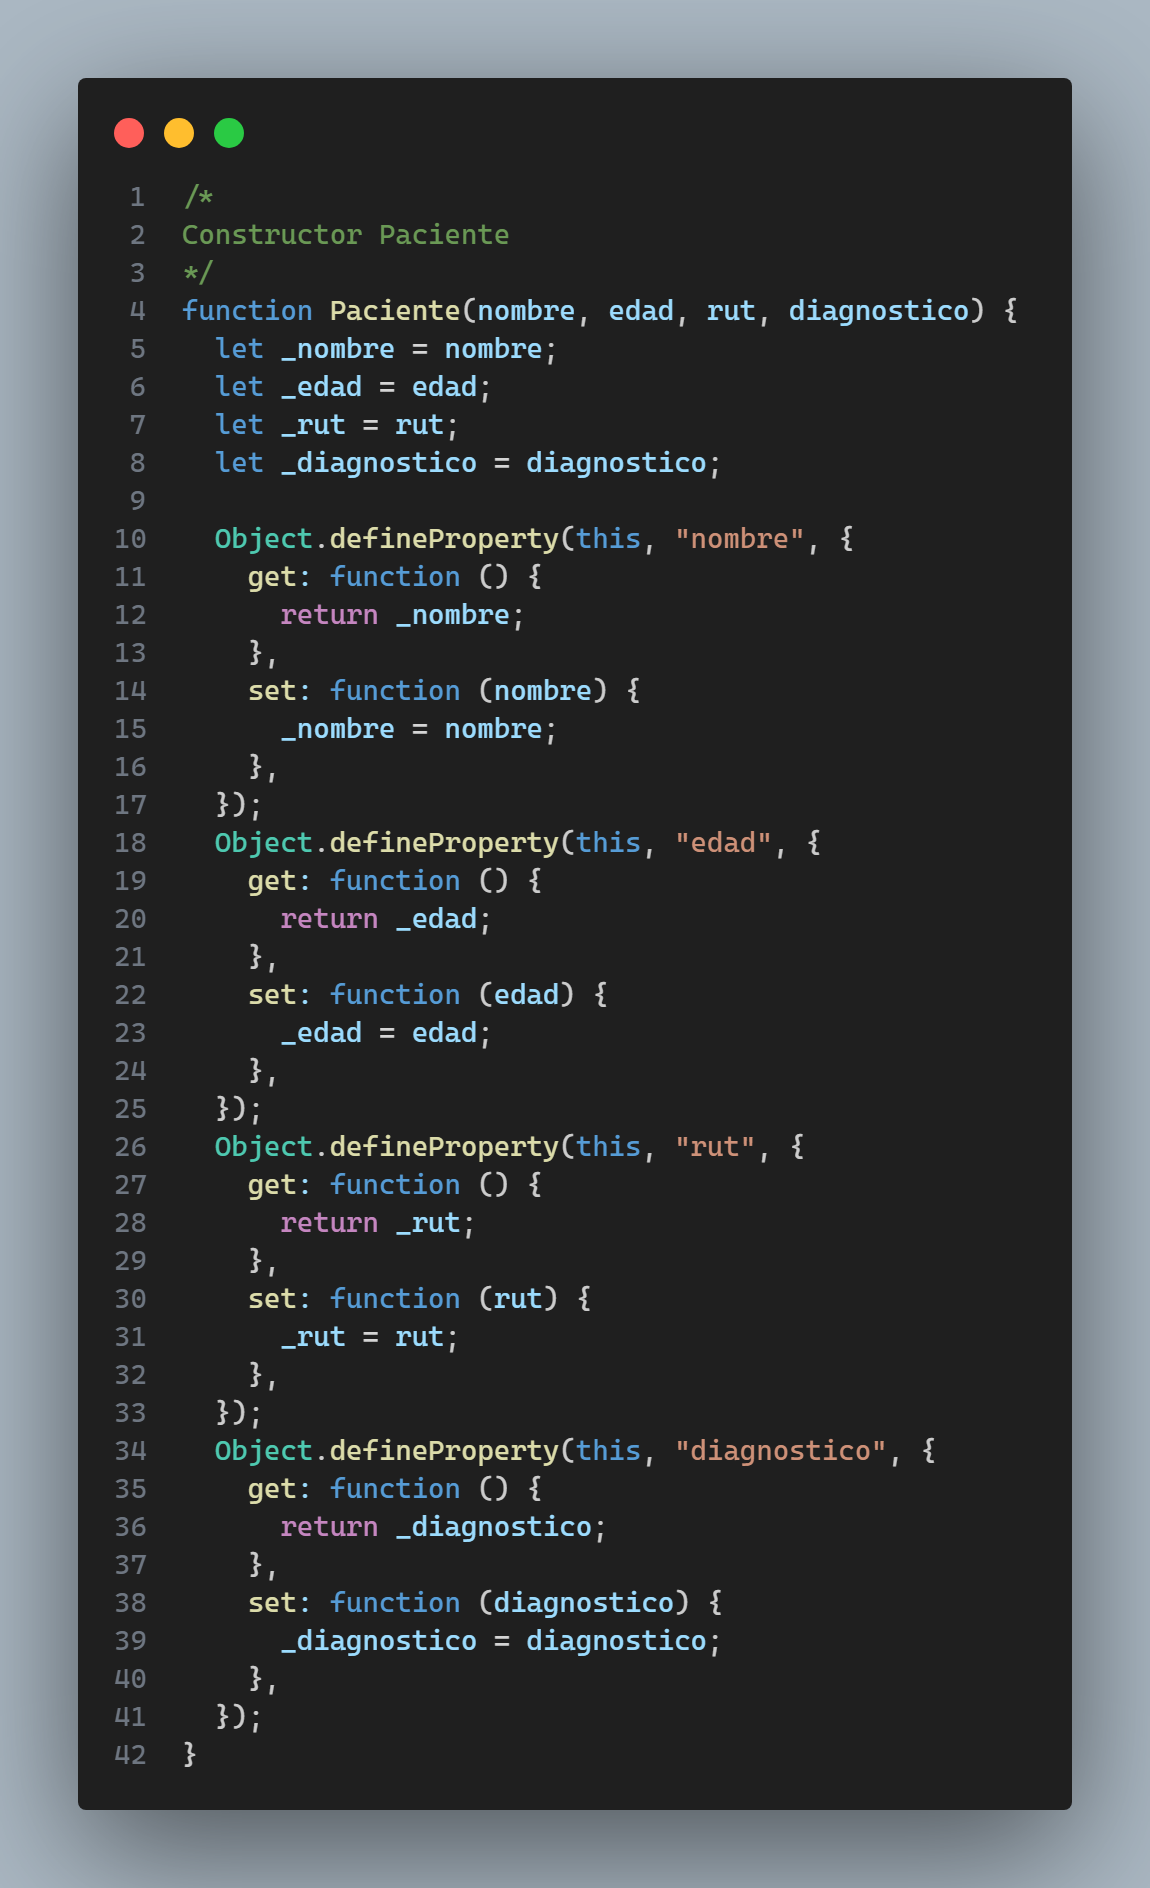 1 /*
2 Constructor Paciente
3 */
4 function Paciente(nombre, edad, rut, diagnostico) {
5   let _nombre = nombre;
6   let _edad = edad;
7   let _rut = rut;
8   let _diagnostico = diagnostico;
9
10   Object.defineProperty(this, "nombre", {
11     get: function () {
12       return _nombre;
13     },
14     set: function (nombre) {
15       _nombre = nombre;
16     },
17   });
18   Object.defineProperty(this, "edad", {
19     get: function () {
20       return _edad;
21     },
22     set: function (edad) {
23       _edad = edad;
24     },
25   });
26   Object.defineProperty(this, "rut", {
27     get: function () {
28       return _rut;
29     },
30     set: function (rut) {
31       _rut = rut;
32     },
33   });
34   Object.defineProperty(this, "diagnostico", {
35     get: function () {
36       return _diagnostico;
37     },
38     set: function (diagnostico) {
39       _diagnostico = diagnostico;
40     },
41   });
42 }